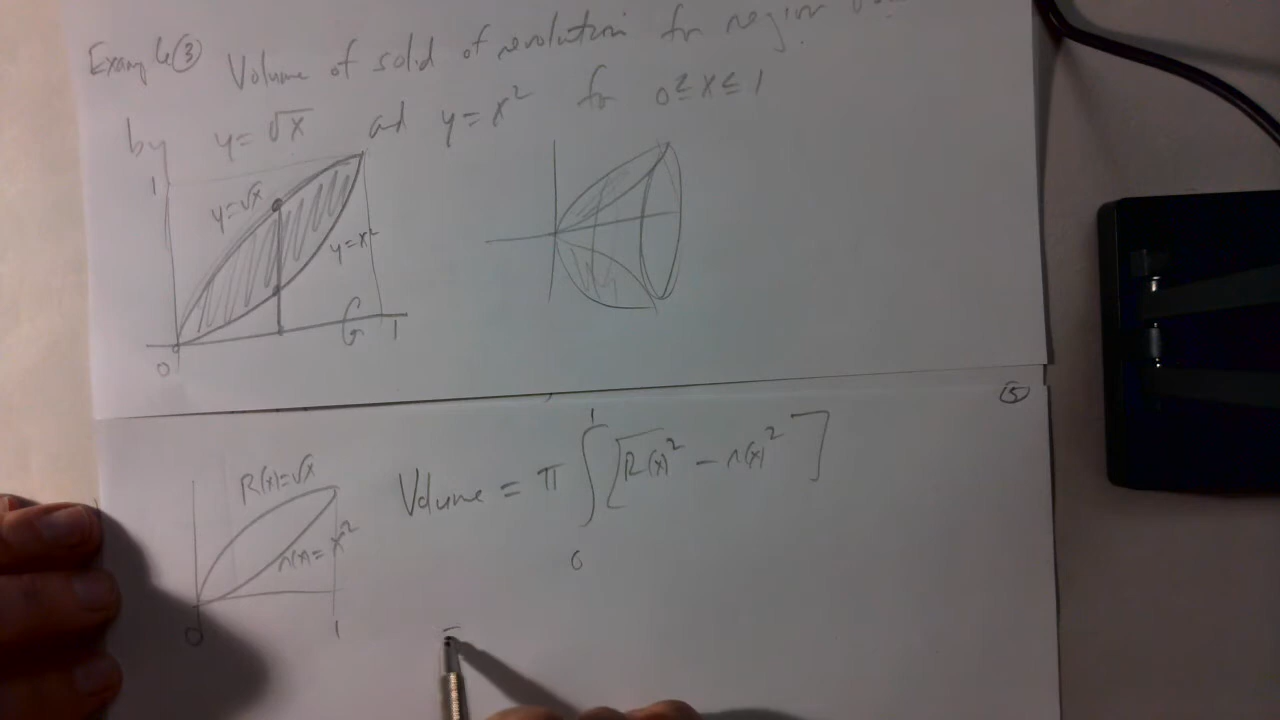 Example ③ Volume of solid of revolution for region
by y = √x and y = x² for 0 ≤ x ≤ 1
1
y=√x
y=x²
0
1
⑤
R(x)=√x
r(x)=x²
0
1
Volume = π ∫₀¹ [R(x)² - r(x)²]